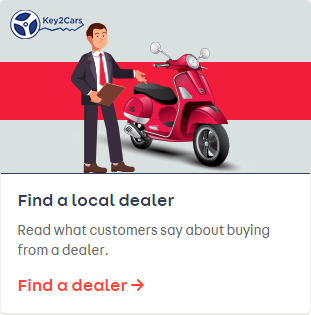 Key2Cars
Find a local dealer
Read what customers say about buying
from a dealer.
Find a dealer →